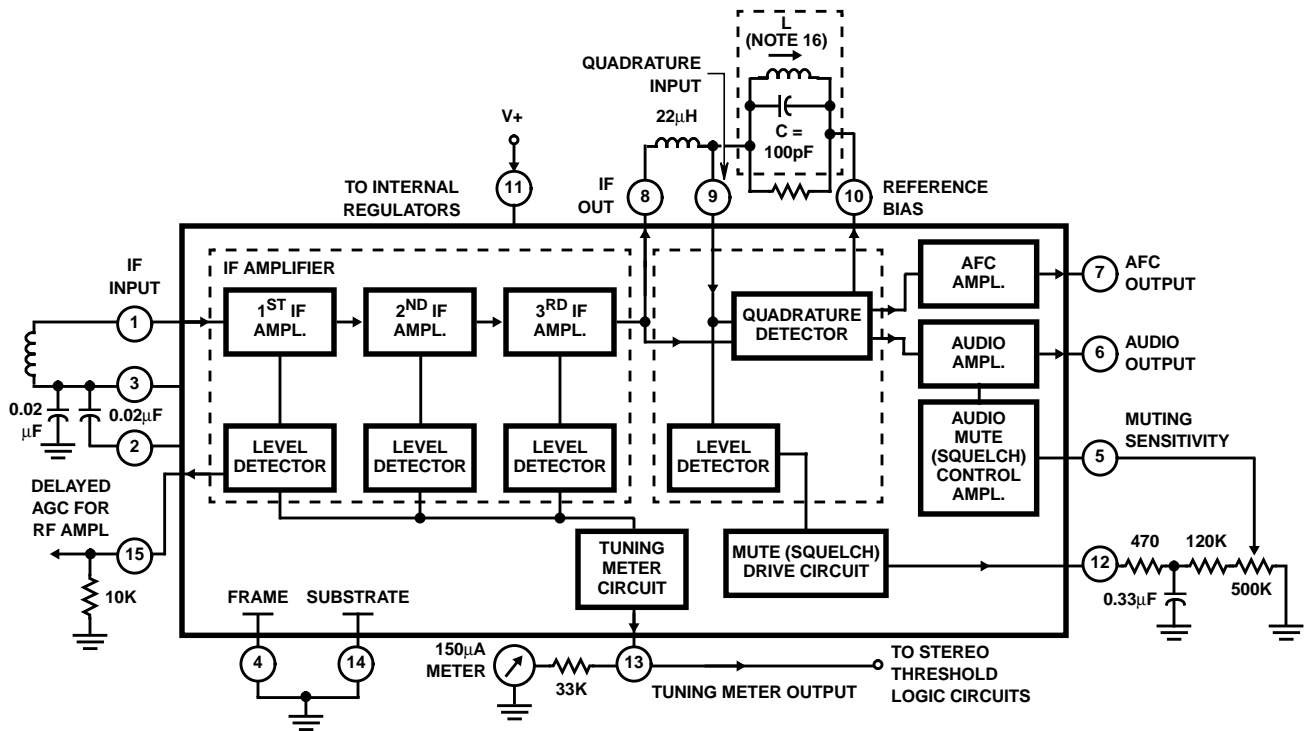 L
(NOTE 16)
QUADRATURE
INPUT
22μH
C =
100pF
V+
11
TO INTERNAL
REGULATORS
IF
OUT
8
9
10
REFERENCE
BIAS
IF AMPLIFIER
IF
INPUT
1
1ST IF
AMPL.
2ND IF
AMPL.
3RD IF
AMPL.
QUADRATURE
DETECTOR
AFC
AMPL.
7
AFC
OUTPUT
AUDIO
AMPL.
6
AUDIO
OUTPUT
3
0.02
μF
0.02μF
2
LEVEL
DETECTOR
LEVEL
DETECTOR
LEVEL
DETECTOR
LEVEL
DETECTOR
AUDIO
MUTE
(SQUELCH)
CONTROL
AMPL.
MUTING
SENSITIVITY
5
DELAYED
AGC FOR
RF AMPL
15
10K
TUNING
METER
CIRCUIT
MUTE (SQUELCH)
DRIVE CIRCUIT
12
470
120K
0.33μF
500K
FRAME
SUBSTRATE
4
14
150μA
METER
33K
13
TUNING METER OUTPUT
TO STEREO
THRESHOLD
LOGIC CIRCUITS